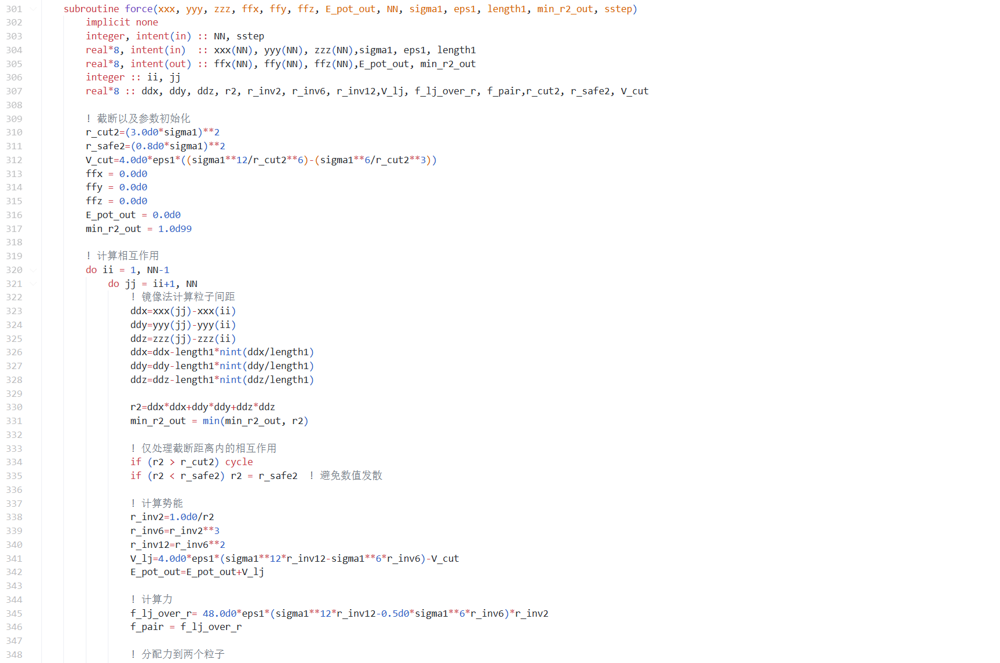 301 subroutine force(xxx, yyy, zzz, ffx, ffy, ffz, E_pot_out, NN, sigma1, eps1, length1, min_r2_out, sstep)
302 implicit none
303 integer, intent(in) :: NN, sstep
304 real*8, intent(in)  :: xxx(NN), yyy(NN), zzz(NN),sigma1, eps1, length1
305 real*8, intent(out) :: ffx(NN), ffy(NN), ffz(NN),E_pot_out, min_r2_out
306 integer :: ii, jj
307 real*8 :: ddx, ddy, ddz, r2, r_inv2, r_inv6, r_inv12,V_lj, f_lj_over_r, f_pair,r_cut2, r_safe2, V_cut
308
309 ! 截断以及参数初始化
310 r_cut2=(3.0d0*sigma1)**2
311 r_safe2=(0.8d0*sigma1)**2
312 V_cut=4.0d0*eps1*((sigma1**12/r_cut2**6)-(sigma1**6/r_cut2**3))
313 ffx = 0.0d0
314 ffy = 0.0d0
315 ffz = 0.0d0
316 E_pot_out = 0.0d0
317 min_r2_out = 1.0d99
318
319 ! 计算相互作用
320 do ii = 1, NN-1
321 do jj = ii+1, NN
322 ! 镜像法计算粒子间距
323 ddx=xxx(jj)-xxx(ii)
324 ddy=yyy(jj)-yyy(ii)
325 ddz=zzz(jj)-zzz(ii)
326 ddx=ddx-length1*nint(ddx/length1)
327 ddy=ddy-length1*nint(ddy/length1)
328 ddz=ddz-length1*nint(ddz/length1)
329
330 r2=ddx*ddx+ddy*ddy+ddz*ddz
331 min_r2_out = min(min_r2_out, r2)
332
333 ! 仅处理截断距离内的相互作用
334 if (r2 > r_cut2) cycle
335 if (r2 < r_safe2) r2 = r_safe2  ! 避免数值发散
336
337 ! 计算势能
338 r_inv2=1.0d0/r2
339 r_inv6=r_inv2**3
340 r_inv12=r_inv6**2
341 V_lj=4.0d0*eps1*(sigma1**12*r_inv12-sigma1**6*r_inv6)-V_cut
342 E_pot_out=E_pot_out+V_lj
343
344 ! 计算力
345 f_lj_over_r= 48.0d0*eps1*(sigma1**12*r_inv12-0.5d0*sigma1**6*r_inv6)*r_inv2
346 f_pair = f_lj_over_r
347
348 ! 分配力到两个粒子